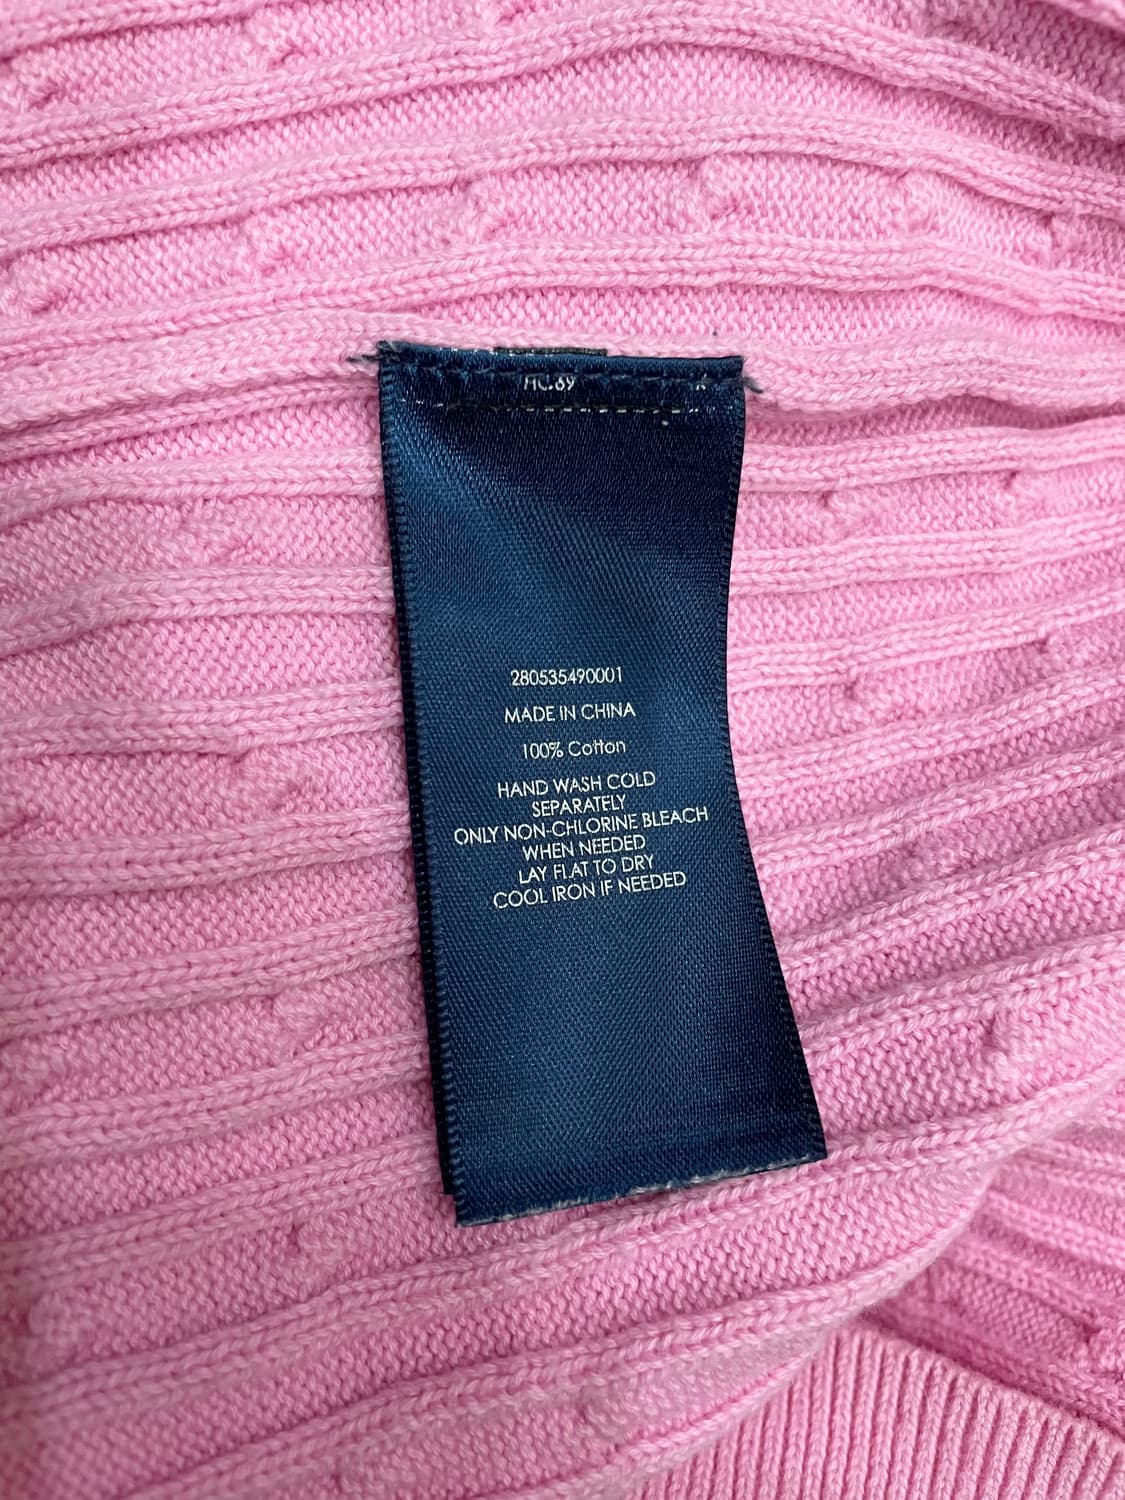 280535490001
MADE IN CHINA
100% Cotton
HAND WASH COLD
SEPARATELY
ONLY NON-CHLORINE BLEACH
WHEN NEEDED
LAY FLAT TO DRY
COOL IRON IF NEEDED